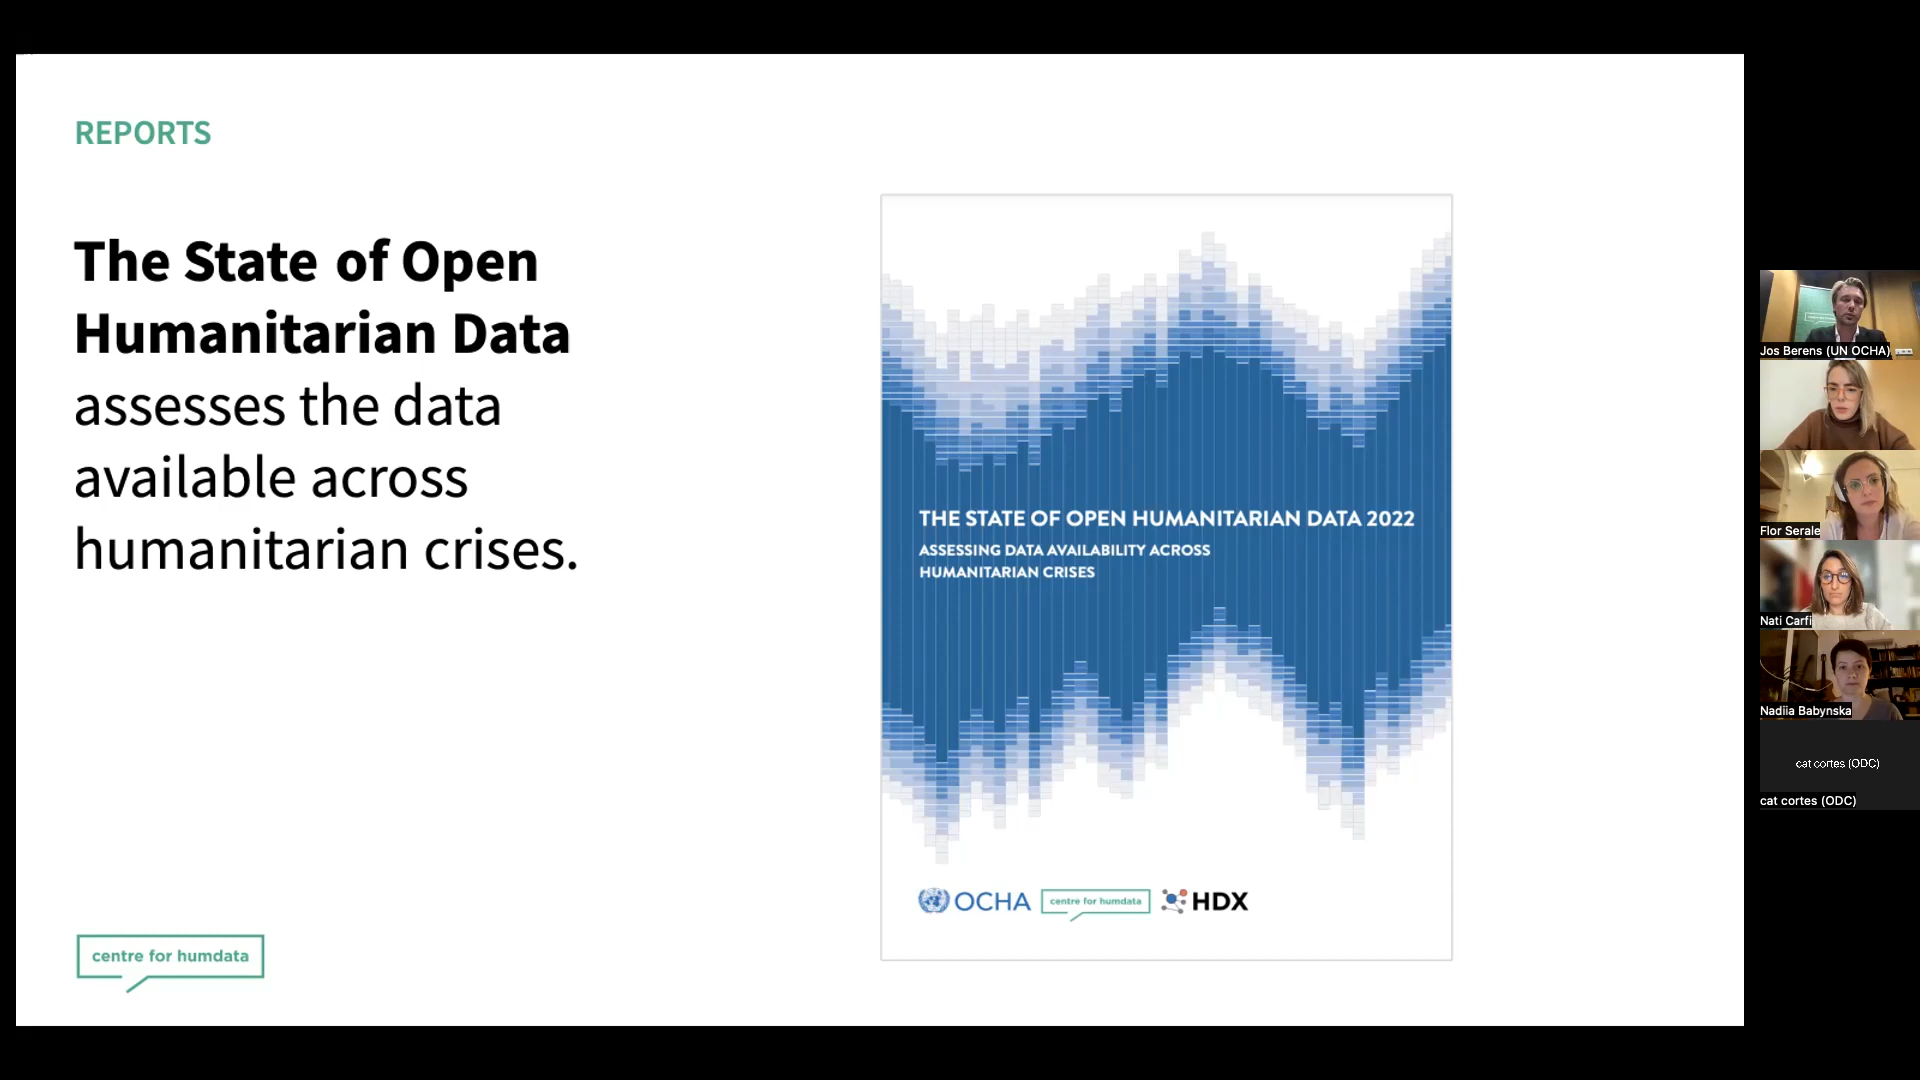 REPORTS
The State of Open
Humanitarian Data
assesses the data
available across
humanitarian crises.
centre for humdata
THE STATE OF OPEN HUMANITARIAN DATA 2022
ASSESSING DATA AVAILABILITY ACROSS
HUMANITARIAN CRISES
OCHA
centre for humdata
HDX
Jos Berens (UN OCHA)
Flor Serale
Nati Carfi
Nadiia Babynska
cat cortes (ODC)
cat cortes (ODC)